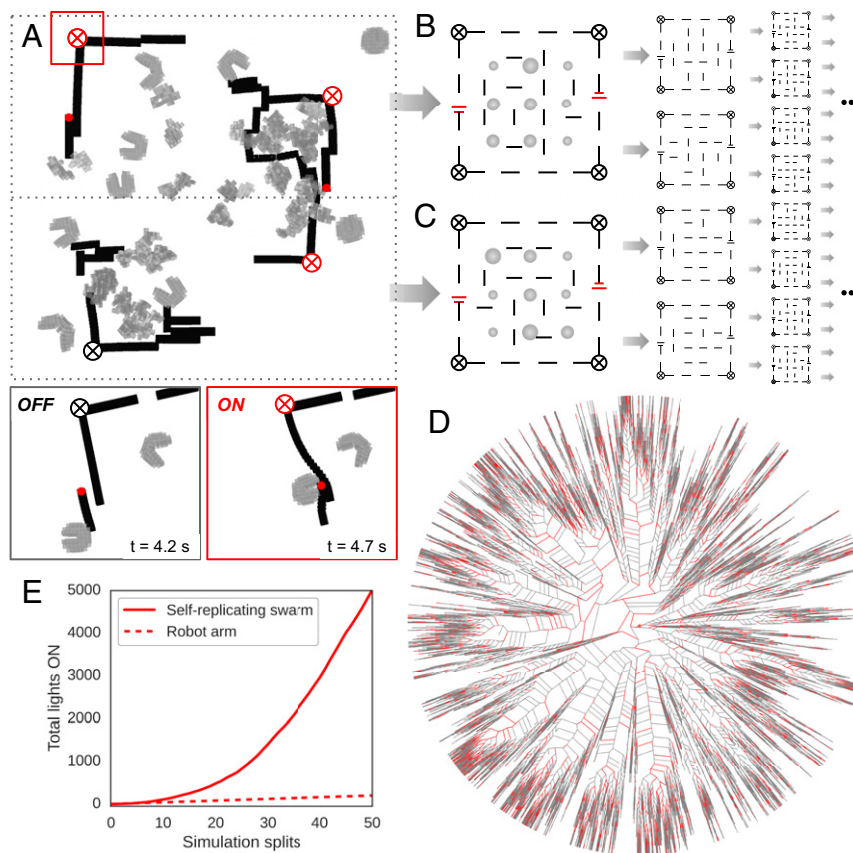 A
B
C
OFF
t = 4.2 s
ON
t = 4.7 s
D
E
5000
4000
3000
2000
1000
0
Total lights ON
Self-replicating swarm
Robot arm
0 10 20 30 40 50
Simulation splits